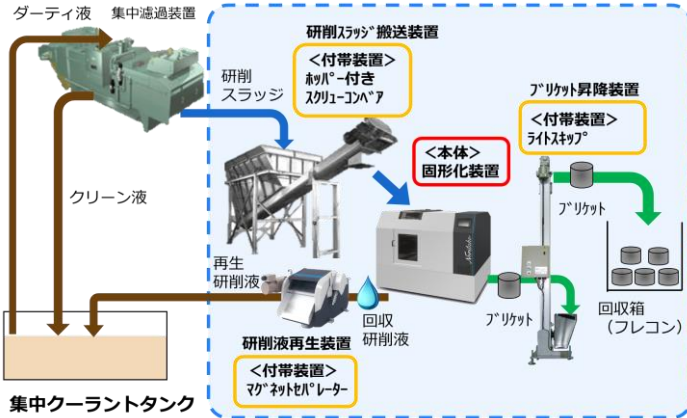 ダーティ液
集中濾過装置
研削ｽﾗｯｼﾞ搬送装置
＜付帯装置＞
ﾎｯﾊﾟｰ付き
ｽｸﾘｭｰｺﾝﾍﾞｱ
研削
スラッジ
ﾌﾞﾘｹｯﾄ昇降装置
＜付帯装置＞
ﾗｲﾄｽｷｯﾌﾟ
＜本体＞
固形化装置
クリーン液
ﾌﾞﾘｹｯﾄ
再生
研削液
回収
研削液
ﾌﾞﾘｹｯﾄ
回収箱
（フレコン）
研削液再生装置
＜付帯装置＞
ﾏｸﾞﾈｯﾄｾﾊﾟﾚｰﾀｰ
集中クーラントタンク